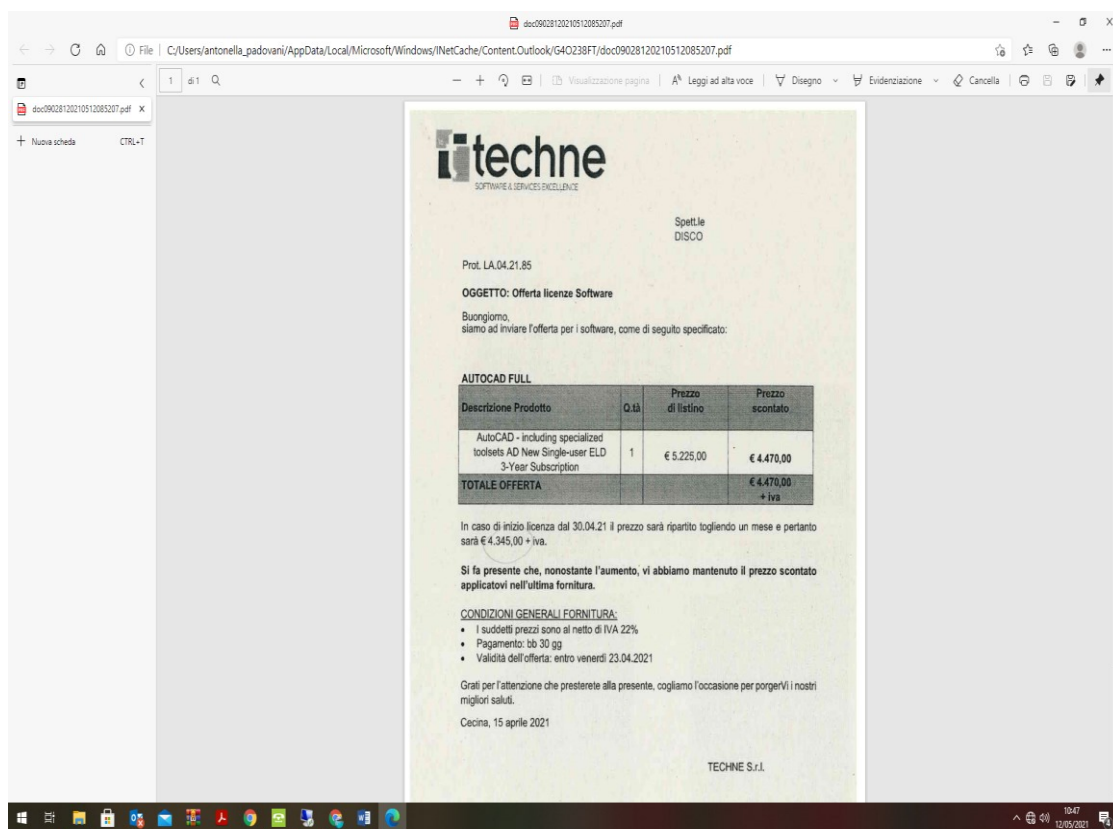 doc09028120210512085207.pdf
File
C:/Users/antonella_padovani/AppData/Local/Microsoft/Windows/INetCache/Content.Outlook/G4O238FT/doc09028120210512085207.pdf
1 di 1
Visualizzazione pagina
Leggi ad alta voce
Disegno
Evidenziazione
Cancella
doc09028120210512085207.pdf
Nuova scheda CTRL+T
techne
SOFTWARE & SERVICES EXCELLENCE
Spett.le
DISCO
Prot. LA.04.21.85
OGGETTO: Offerta licenze Software
Buongiorno,
siamo ad inviare l'offerta per i software, come di seguito specificato:
AUTOCAD FULL
Descrizione Prodotto Q.tà Prezzo di listino Prezzo scontato
AutoCAD - including specialized
toolsets AD New Single-user ELD
3-Year Subscription
1 € 5.225,00 € 4.470,00
TOTALE OFFERTA € 4.470,00
+ iva
In caso di inizio licenza dal 30.04.21 il prezzo sarà ripartito togliendo un mese e pertanto
sarà € 4.345,00 + iva.
Si fa presente che, nonostante l'aumento, vi abbiamo mantenuto il prezzo scontato
applicatovi nell'ultima fornitura.
CONDIZIONI GENERALI FORNITURA:
• I suddetti prezzi sono al netto di IVA 22%
• Pagamento: bb 30 gg
• Validità dell'offerta: entro venerdì 23.04.2021
Grati per l'attenzione che presterete alla presente, cogliamo l'occasione per porgerVi i nostri
migliori saluti.
Cecina, 15 aprile 2021
TECHNE S.r.l.
10:47
12/05/2021